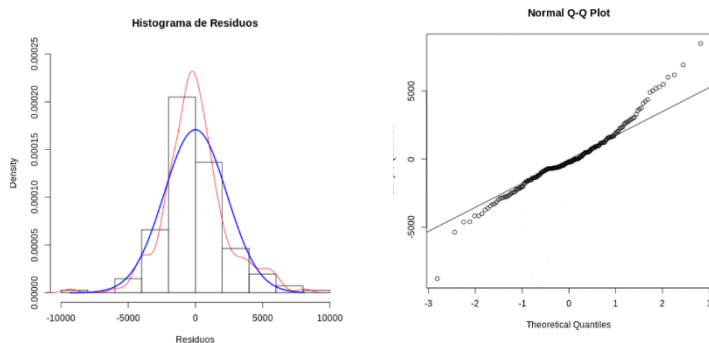 Histograma de Residuos
Density
0.00000 0.00005 0.00010 0.00015 0.00020 0.00025
-10000 -5000 0 5000 10000
Residuos
Normal Q-Q Plot
-5000 0 5000
-3 -2 -1 0 1 2 3
Theoretical Quantiles